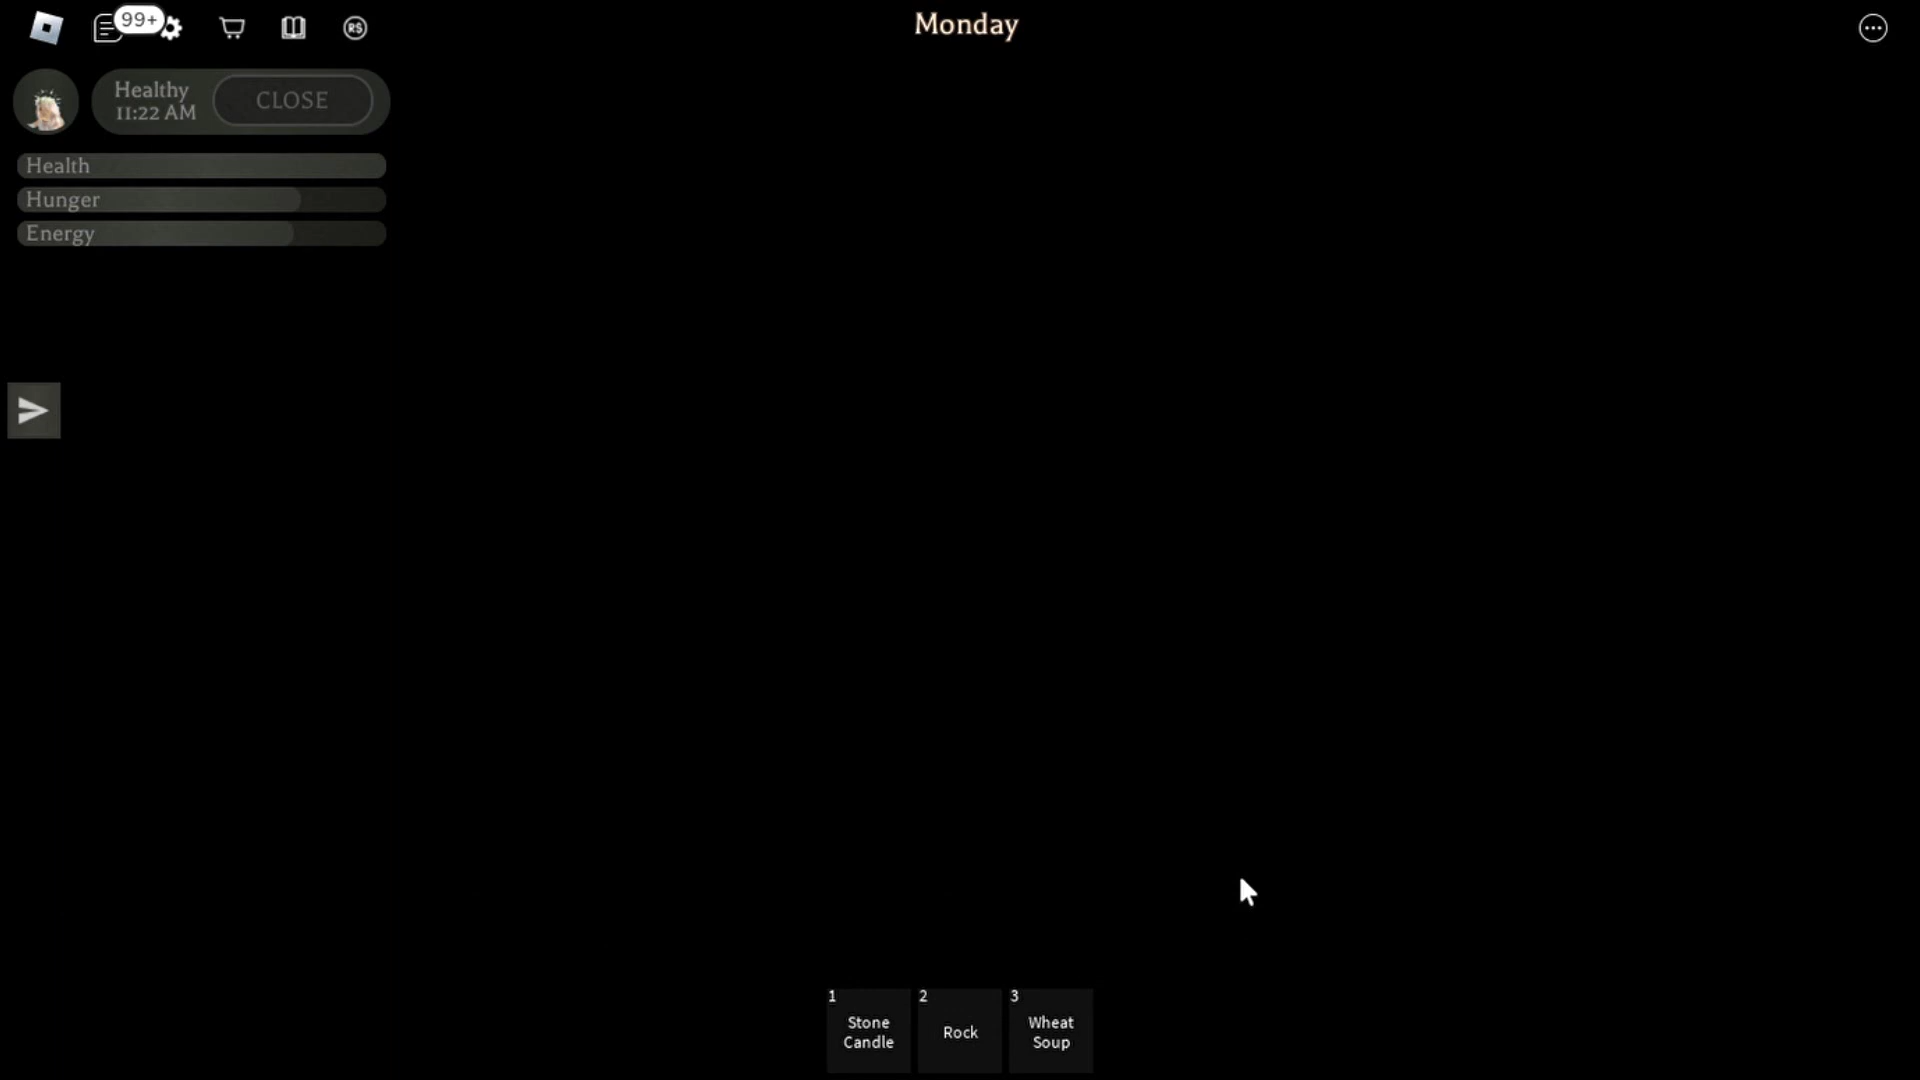 99+
R$
Monday
Healthy
11:22 AM
CLOSE
Health
Hunger
Energy
1
Stone
Candle
2
Rock
3
Wheat
Soup